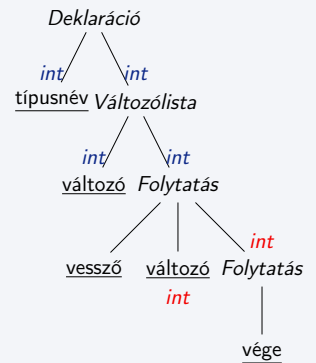 Deklaráció
int int
típusnév Változólista
int int
változó Folytatás
int
vessző változó Folytatás
int
vége